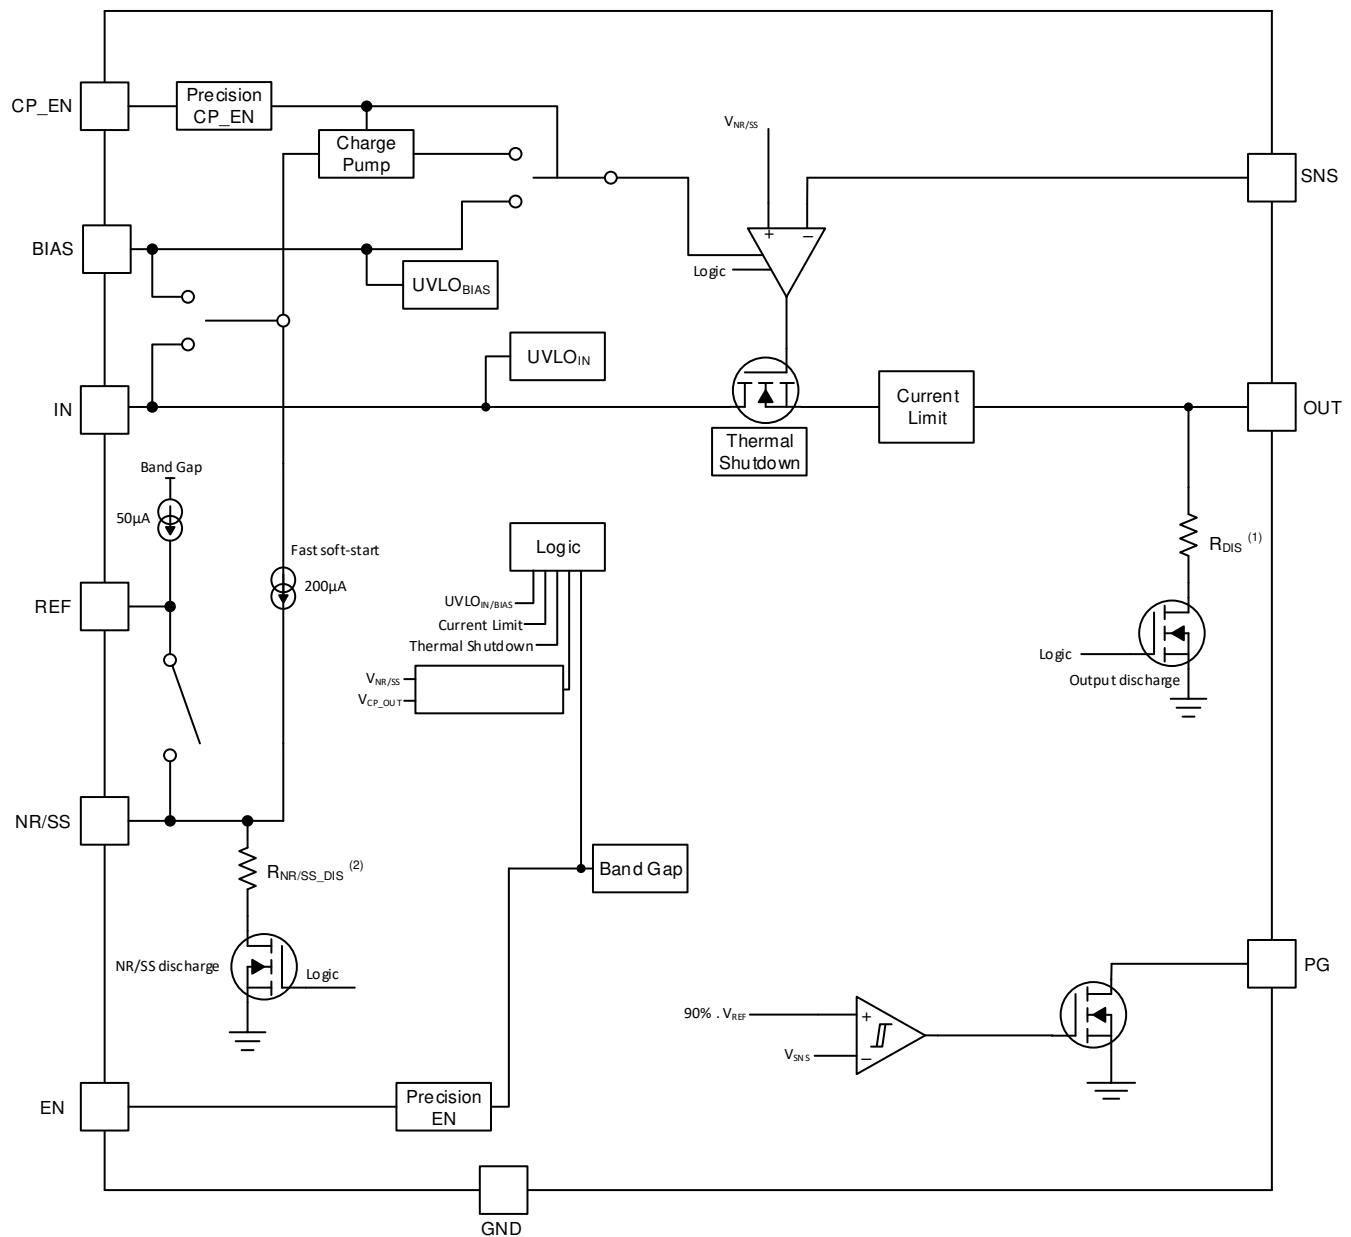 CP_EN
Precision
CP_EN
Charge
Pump
V_NR/SS
SNS
+
−
BIAS
UVLO_BIAS
Logic
UVLO_IN
IN
Current
Limit
OUT
Thermal
Shutdown
Band Gap
50µA
Fast soft-start
200µA
Logic
R_DIS (1)
REF
UVLO_IN/BIAS
Current Limit
Thermal Shutdown
V_NR/SS
V_CP_OUT
Logic
Output discharge
NR/SS
R_NR/SS_DIS (2)
Band Gap
NR/SS discharge
Logic
PG
90% . V_REF
+
V_SNS
−
EN
Precision
EN
GND